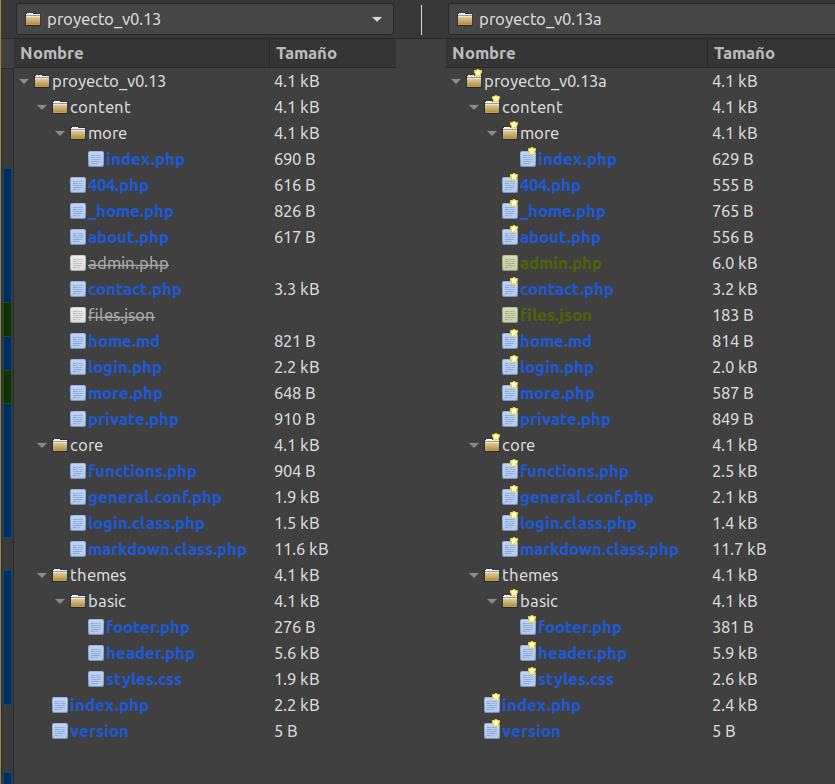 proyecto_v0.13
Nombre Tamaño
proyecto_v0.13 4.1 kB
content 4.1 kB
more 4.1 kB
index.php 690 B
404.php 616 B
_home.php 826 B
about.php 617 B
admin.php
contact.php 3.3 kB
files.json
home.md 821 B
login.php 2.2 kB
more.php 648 B
private.php 910 B
core 4.1 kB
functions.php 904 B
general.conf.php 1.9 kB
login.class.php 1.5 kB
markdown.class.php 11.6 kB
themes 4.1 kB
basic 4.1 kB
footer.php 276 B
header.php 5.6 kB
styles.css 1.9 kB
index.php 2.2 kB
version 5 B
proyecto_v0.13a
Nombre Tamaño
proyecto_v0.13a 4.1 kB
content 4.1 kB
more 4.1 kB
index.php 629 B
404.php 555 B
_home.php 765 B
about.php 556 B
admin.php 6.0 kB
contact.php 3.2 kB
files.json 183 B
home.md 814 B
login.php 2.0 kB
more.php 587 B
private.php 849 B
core 4.1 kB
functions.php 2.5 kB
general.conf.php 2.1 kB
login.class.php 1.4 kB
markdown.class.php 11.7 kB
themes 4.1 kB
basic 4.1 kB
footer.php 381 B
header.php 5.9 kB
styles.css 2.6 kB
index.php 2.4 kB
version 5 B